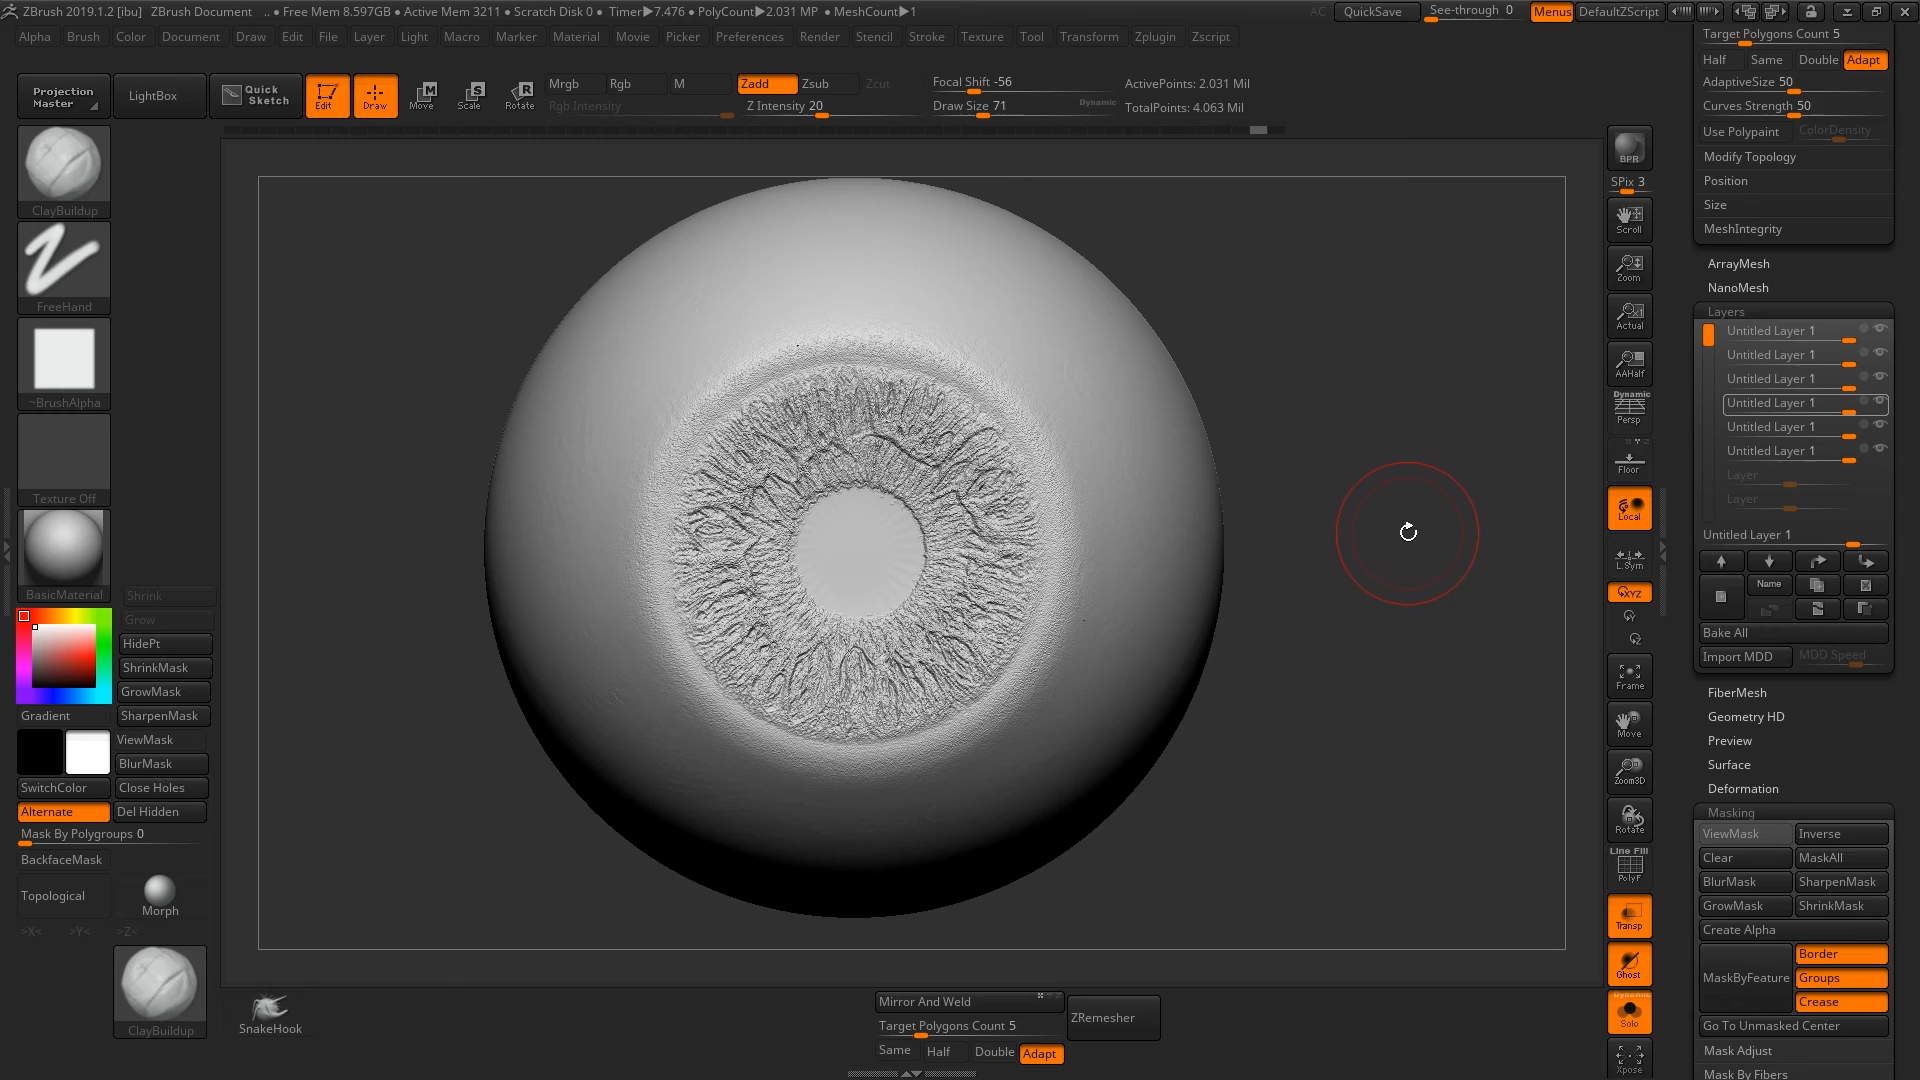 ZBrush 2019.1.2 [ibu] ZBrush Document .. • Free Mem 8.597GB • Active Mem 3211 • Scratch Disk 0 • Timer▶7.476 • PolyCount▶2.031 MP • MeshCount▶1
AC QuickSave See-through 0 Menus DefaultZScript
Alpha Brush Color Document Draw Edit File Layer Light Macro Marker Material Movie Picker Preferences Render Stencil Stroke Texture Tool Transform Zplugin Zscript
Projection Master
LightBox
Quick Sketch
Edit
Draw
Move
Scale
Rotate
Mrgb Rgb M
Rgb Intensity
Zadd Zsub Zcut
Z Intensity 20
Focal Shift -56
Draw Size 71
Dynamic
ActivePoints: 2.031 Mil
TotalPoints: 4.063 Mil
ClayBuildup
FreeHand
~BrushAlpha
Texture Off
BasicMaterial
Gradient
SwitchColor
Alternate
Mask By Polygroups 0
BackfaceMask
Topological
>X< >Y< >Z<
Shrink
Grow
HidePt
ShrinkMask
GrowMask
SharpenMask
ViewMask
BlurMask
Close Holes
Del Hidden
Morph
ClayBuildup
SnakeHook
Mirror And Weld
Target Polygons Count 5
Same Half Double Adapt
ZRemesher
BPR
SPix 3
Scroll
Zoom
Actual
AAHalf
Dynamic
Persp
Floor
Local
L.Sym
XYZ
Y
Z
Frame
Move
Zoom3D
Rotate
Line Fill
PolyF
Transp
Ghost
Dynamic
Solo
Xpose
Target Polygons Count 5
Half Same Double Adapt
AdaptiveSize 50
Curves Strength 50
Use Polypaint ColorDensity
Modify Topology
Position
Size
MeshIntegrity
ArrayMesh
NanoMesh
Layers
Untitled Layer 1
Untitled Layer 1
Untitled Layer 1
Untitled Layer 1
Untitled Layer 1
Untitled Layer 1
Layer
Layer
Untitled Layer 1
Name
Bake All
Import MDD MDD Speed
FiberMesh
Geometry HD
Preview
Surface
Deformation
Masking
ViewMask Inverse
Clear MaskAll
BlurMask SharpenMask
GrowMask ShrinkMask
Create Alpha
MaskByFeature
Border
Groups
Crease
Go To Unmasked Center
Mask Adjust
Mask By Fibers